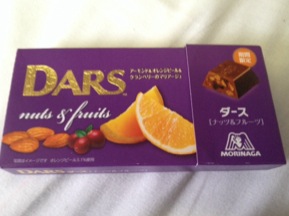 DARS
アーモンド&オレンジピール&
クランベリーのマリアージュ
nuts & fruits
期間
限定
ダース
[ナッツ&フルーツ]
MORINAGA